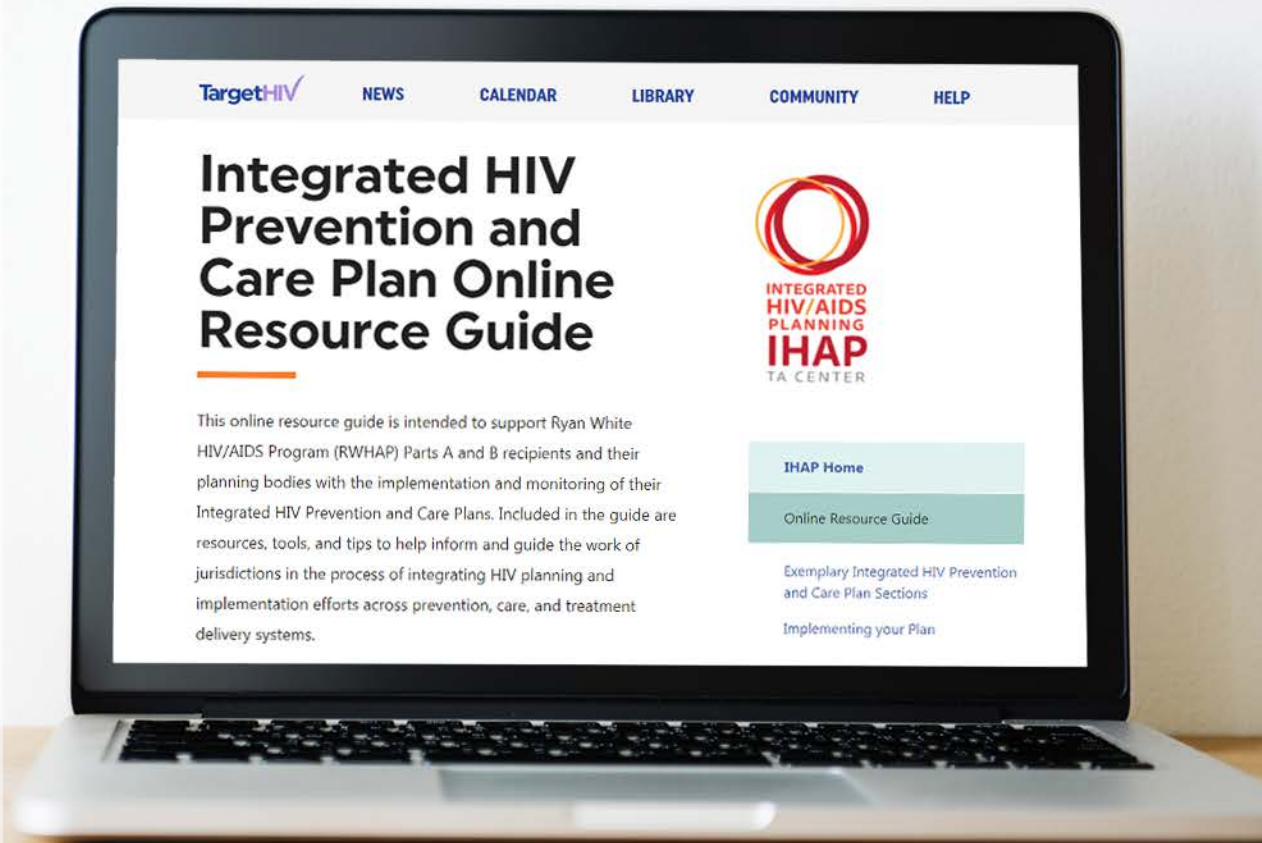 TargetHIV NEWS CALENDAR LIBRARY COMMUNITY HELP
Integrated HIV
Prevention and
Care Plan Online
Resource Guide
This online resource guide is intended to support Ryan White
HIV/AIDS Program (RWHAP) Parts A and B recipients and their
planning bodies with the implementation and monitoring of their
Integrated HIV Prevention and Care Plans. Included in the guide are
resources, tools, and tips to help inform and guide the work of
jurisdictions in the process of integrating HIV planning and
implementation efforts across prevention, care, and treatment
delivery systems.
INTEGRATED
HIV/AIDS
PLANNING
IHAP
TA CENTER
IHAP Home
Online Resource Guide
Exemplary Integrated HIV Prevention
and Care Plan Sections
Implementing your Plan